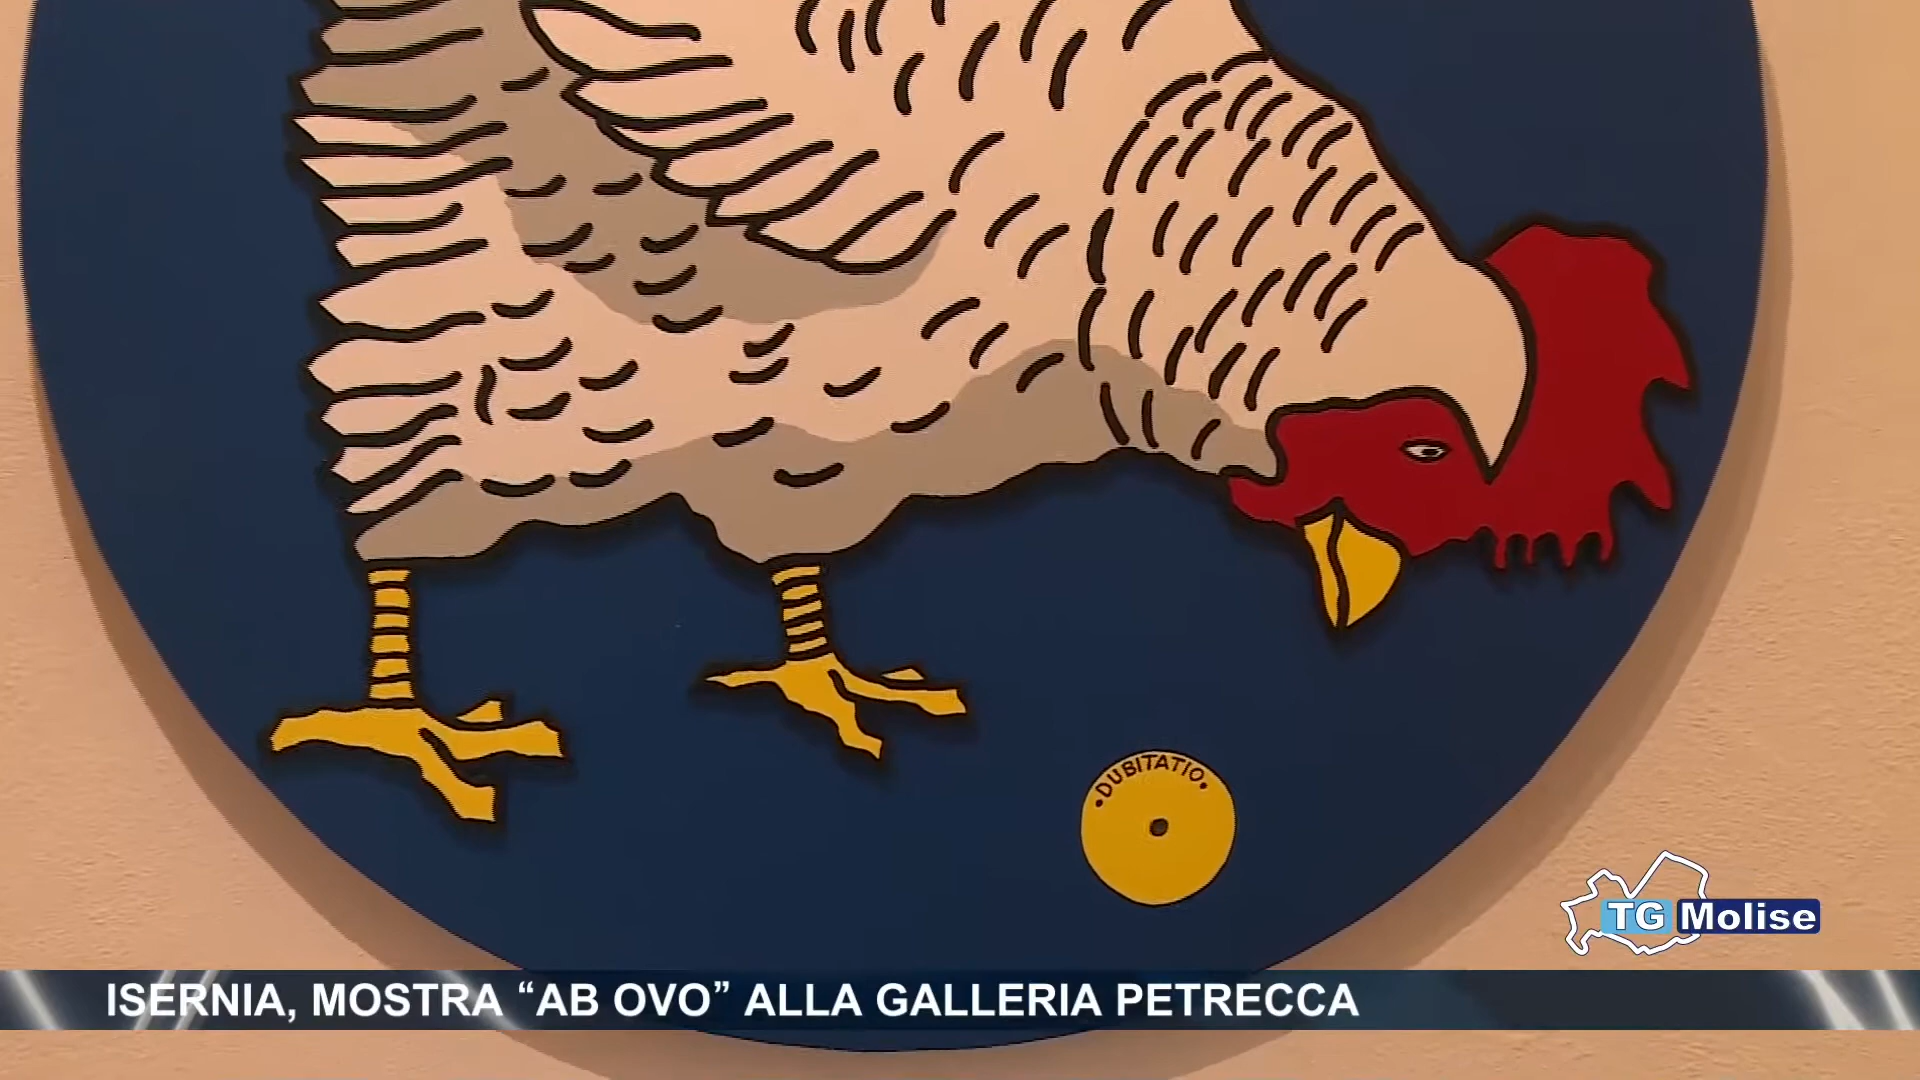 •DUBITATIO•
TG Molise
ISERNIA, MOSTRA “AB OVO” ALLA GALLERIA PETRECCA